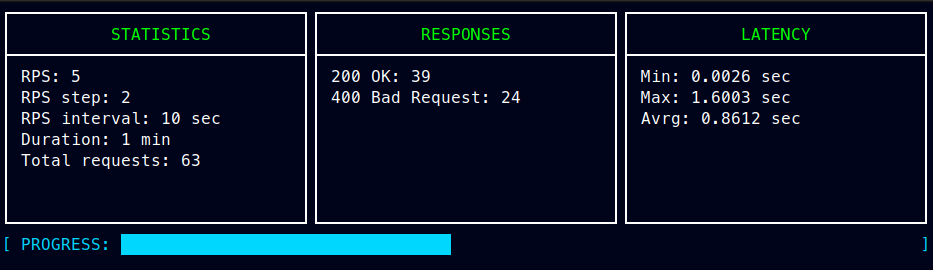 STATISTICS
RPS: 5
RPS step: 2
RPS interval: 10 sec
Duration: 1 min
Total requests: 63
RESPONSES
200 OK: 39
400 Bad Request: 24
LATENCY
Min: 0.0026 sec
Max: 1.6003 sec
Avrg: 0.8612 sec
[ PROGRESS: ]